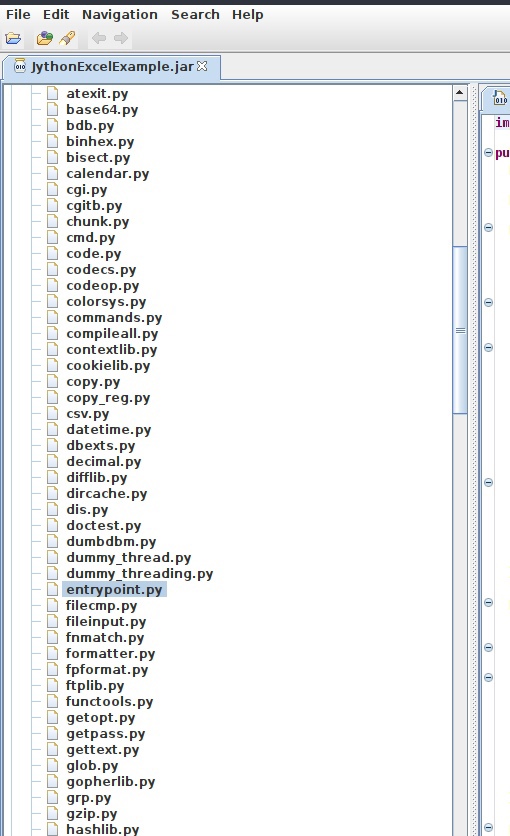 File Edit Navigation Search Help
JythonExcelExample.jar
atexit.py
base64.py
bdb.py
binhex.py
bisect.py
calendar.py
cgi.py
cgitb.py
chunk.py
cmd.py
code.py
codecs.py
codeop.py
colorsys.py
commands.py
compileall.py
contextlib.py
cookielib.py
copy.py
copy_reg.py
csv.py
datetime.py
dbexts.py
decimal.py
difflib.py
dircache.py
dis.py
doctest.py
dumbdbm.py
dummy_thread.py
dummy_threading.py
entrypoint.py
filecmp.py
fileinput.py
fnmatch.py
formatter.py
fpformat.py
ftplib.py
functools.py
getopt.py
getpass.py
gettext.py
glob.py
gopherlib.py
grp.py
gzip.py
hashlib.py
im
pu